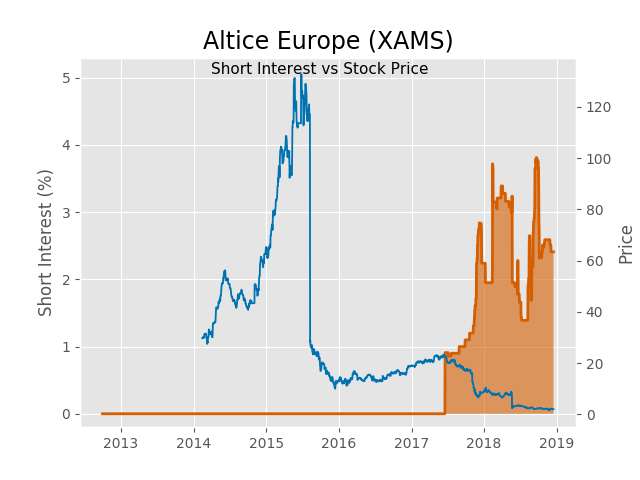 Altice Europe (XAMS)
Short Interest vs Stock Price
Short Interest (%)
5
4
3
2
1
0
120
100
80
60
40
20
0
Price
2013 2014 2015 2016 2017 2018 2019